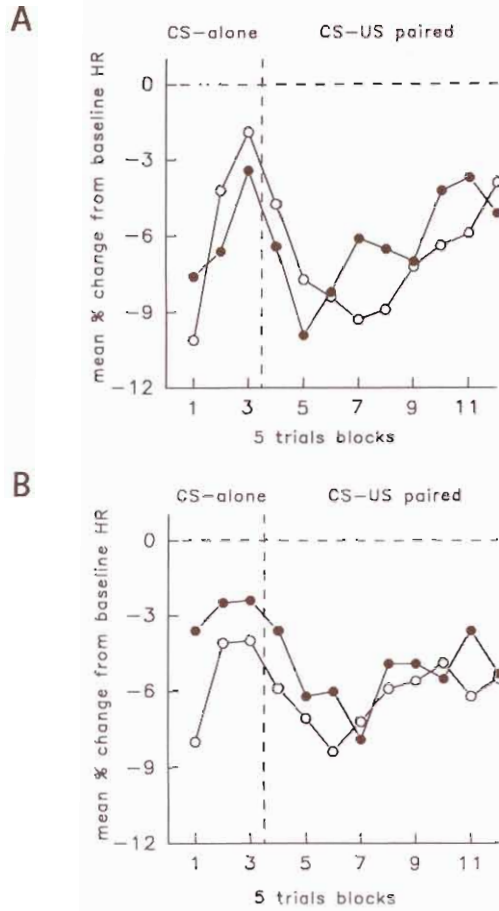 A
CS-alone CS-US paired
mean % change from baseline HR
0
-3
-6
-9
-12
1 3 5 7 9 11
5 trials blocks
B
CS-alone CS-US paired
mean % change from baseline HR
0
-3
-6
-9
-12
1 3 5 7 9 11
5 trials blocks